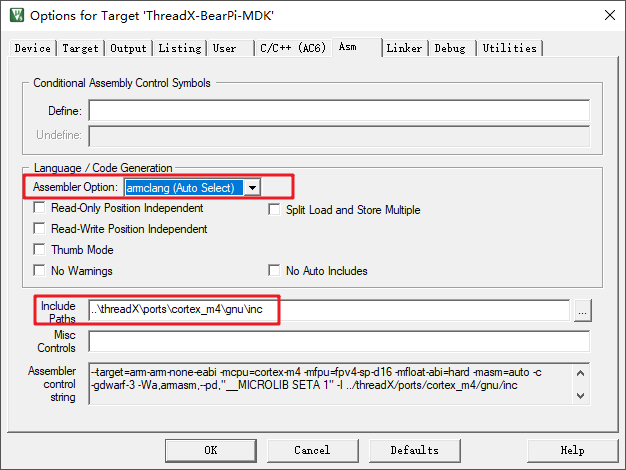 Options for Target 'ThreadX-BearPi-MDK'
Device Target Output Listing User C/C++ (AC6) Asm Linker Debug Utilities
Conditional Assembly Control Symbols
Define:
Undefine:
Language / Code Generation
Assembler Option: armclang (Auto Select)
Read-Only Position Independent Split Load and Store Multiple
Read-Write Position Independent
Thumb Mode
No Warnings No Auto Includes
Include
Paths
..\threadX\ports\cortex_m4\gnu\inc ...
Misc
Controls
Assembler
control
string
--target=arm-arm-none-eabi -mcpu=cortex-m4 -mfpu=fpv4-sp-d16 -mfloat-abi=hard -masm=auto -c
-gdwarf-3 -Wa,armasm,--pd,"__MICROLIB SETA 1" -I ../threadX/ports/cortex_m4/gnu/inc
OK Cancel Defaults Help